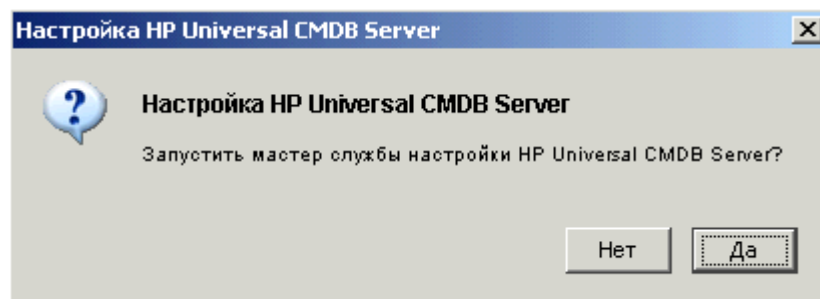 Настройка HP Universal CMDB Server
Настройка HP Universal CMDB Server
Запустить мастер службы настройки HP Universal CMDB Server?
Нет Да